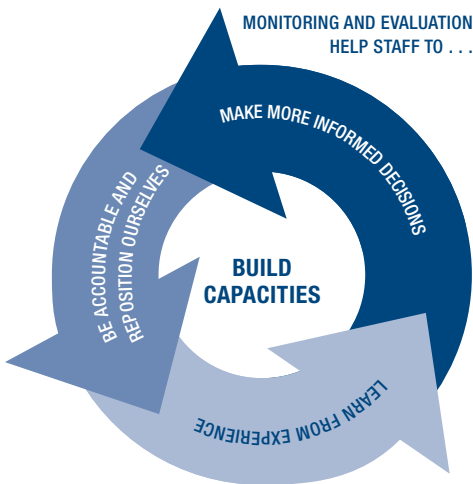 MONITORING AND EVALUATION
HELP STAFF TO . . .
MAKE MORE INFORMED DECISIONS
BE ACCOUNTABLE AND
REPOSITION OURSELVES
BUILD
CAPACITIES
LEARN FROM EXPERIENCE